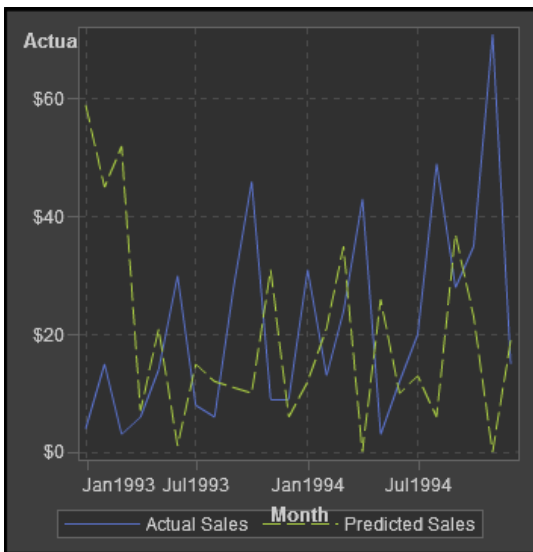 Actua
$60
$40
$20
$0
Jan1993 Jul1993 Jan1994 Jul1994
Month
Actual Sales Predicted Sales